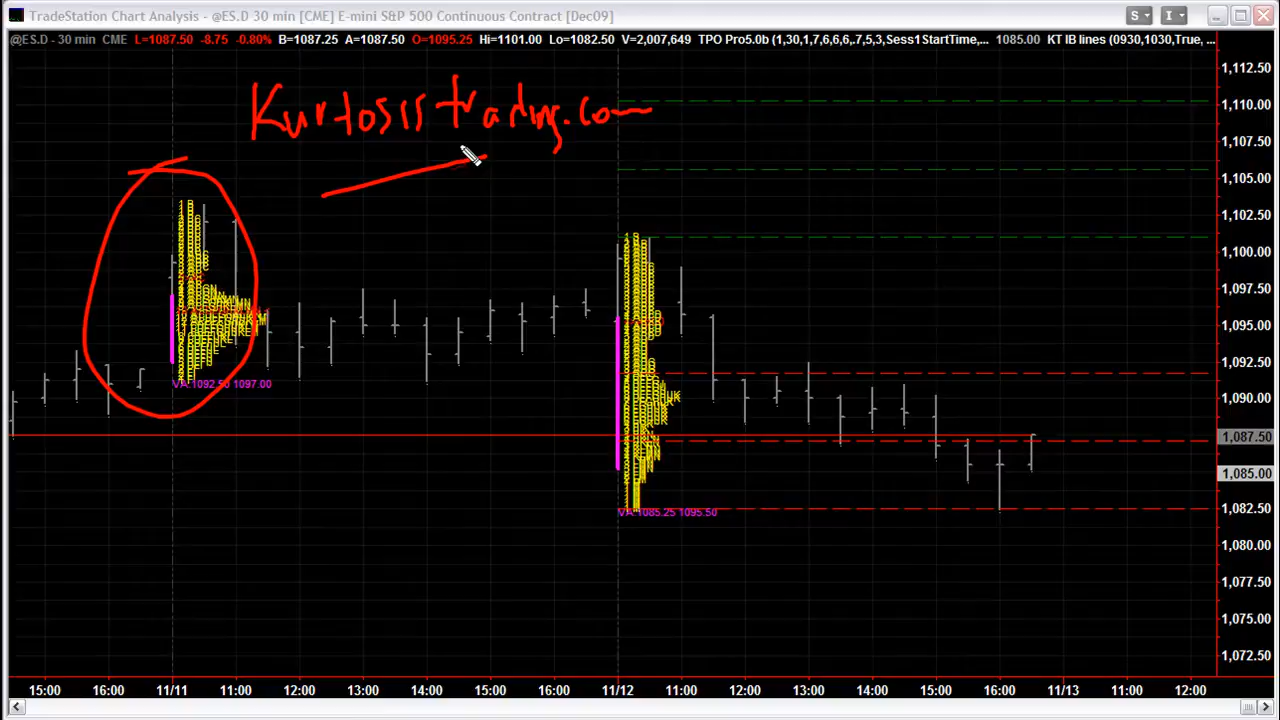 TradeStation Chart Analysis - @ES.D 30 min [CME] E-mini S&P 500 Continuous Contract [Dec09]
S I
@ES.D - 30 min CME L=1087.50 -8.75 -0.80% B=1087.25 A=1087.50 O=1095.25 Hi=1101.00 Lo=1082.50 V=2,007,649 TPO Pro5.0b (1,30,1,7,6,6,6,.7,5,3,Sess1StartTime,... 1085.00 KT IB lines (0930,1030,True, ...
Kurtosistrading.com
1,112.50
1,110.00
1,107.50
1,105.00
1,102.50
1,100.00
1,097.50
1,095.00
1,092.50
1,090.00
1,087.50
1,085.00
1,082.50
1,080.00
1,077.50
1,075.00
1,072.50
VA:1092.50 1097.00
VA:1085.25 1095.50
15:00 16:00 11/11 11:00 12:00 13:00 14:00 15:00 16:00 11/12 11:00 12:00 13:00 14:00 15:00 16:00 11/13 11:00 12:00